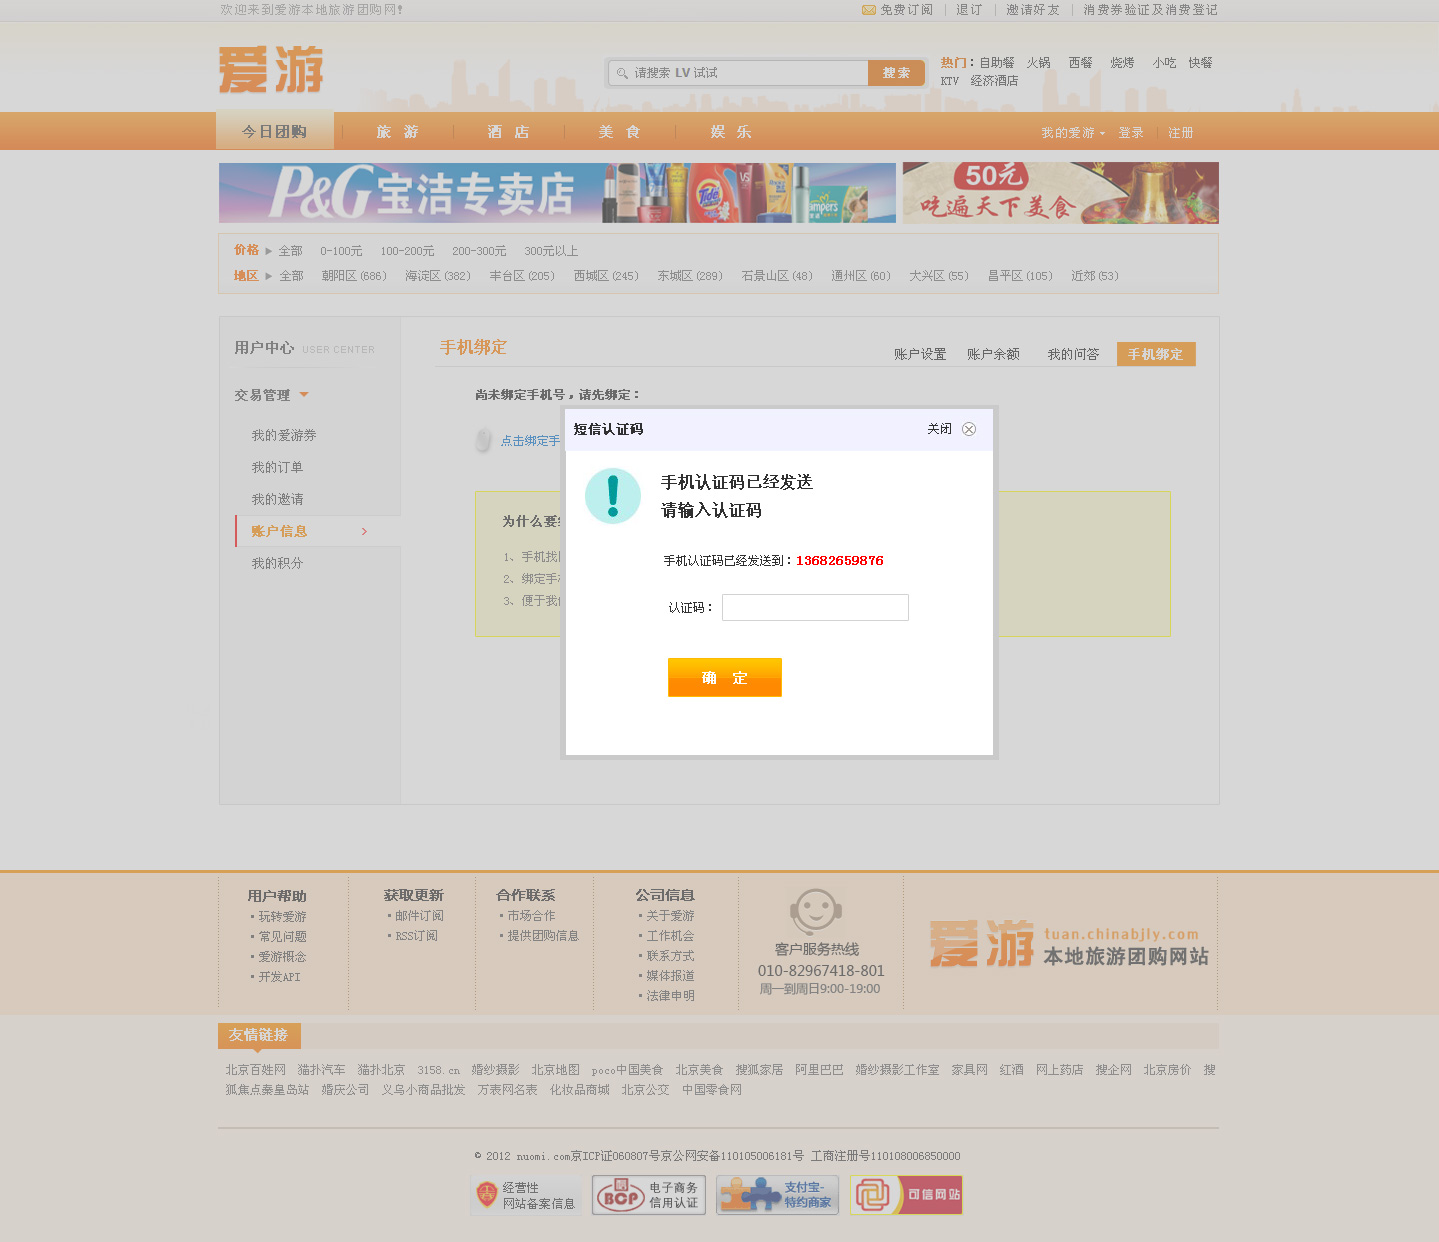 欢迎来到爱游本地旅游团购网!
免费订阅 | 退订 | 邀请好友 | 消费券验证及消费登记
爱游
请搜索 LV 试试
搜索
热门：自助餐 火锅 西餐 烧烤 小吃 快餐
KTV 经济酒店
今日团购 旅 游 酒 店 美 食 娱 乐
我的爱游 登录 注册
P&G宝洁专卖店
Tide
Pampers
50元
吃遍天下美食
价格 全部 0-100元 100-200元 200-300元 300元以上
地区 全部 朝阳区(686) 海淀区(382) 丰台区(205) 西城区(245) 东城区(289) 石景山区(48) 通州区(60) 大兴区(55) 昌平区(105) 近郊(53)
用户中心 USER CENTER
交易管理
我的爱游券
我的订单
我的邀请
账户信息
我的积分
手机绑定
账户设置 账户余额 我的问答 手机绑定
尚未绑定手机号，请先绑定：
点击绑定手
为什么要
1、手机找
2、绑定手
3、便于我
短信认证码
关闭
手机认证码已经发送
请输入认证码
手机认证码已经发送到：13682659876
认证码：
确 定
用户帮助
玩转爱游
常见问题
爱游概念
开发API
获取更新
邮件订阅
RSS订阅
合作联系
市场合作
提供团购信息
公司信息
关于爱游
工作机会
联系方式
媒体报道
法律申明
客户服务热线
010-82967418-801
周一到周日9:00-19:00
爱游
tuan.chinabjly.com
本地旅游团购网站
友情链接
北京百姓网 猫扑汽车 猫扑北京 3158.cn 婚纱摄影 北京地图 poco中国美食 北京美食 搜狐家居 阿里巴巴 婚纱摄影工作室 家具网 红酒 网上药店 搜企网 北京房价 搜
狐焦点秦皇岛站 婚庆公司 义乌小商品批发 万表网名表 化妆品商城 北京公交 中国零食网
© 2012 nuomi.com京ICP证060807号京公网安备110105006181号 工商注册号110108006850000
经营性
网站备案信息
BCP
电子商务
信用认证
支付宝-
特约商家
可信网站